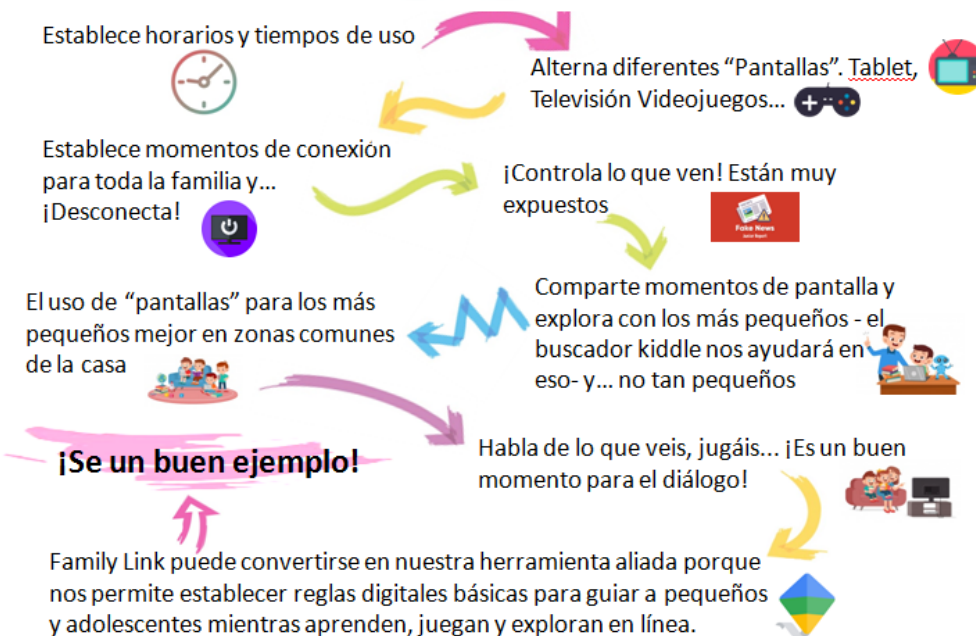 Establece horarios y tiempos de uso
Alterna diferentes “Pantallas”. Tablet,
Televisión Videojuegos...
Establece momentos de conexión
para toda la familia y...
¡Desconecta!
¡Controla lo que ven! Están muy
expuestos
Fake News
Comparte momentos de pantalla y
explora con los más pequeños - el
buscador kiddle nos ayudará en
eso- y... no tan pequeños
El uso de “pantallas” para los más
pequeños mejor en zonas comunes
de la casa
Habla de lo que veis, jugáis... ¡Es un buen
momento para el diálogo!
Family Link puede convertirse en nuestra herramienta aliada porque
nos permite establecer reglas digitales básicas para guiar a pequeños
y adolescentes mientras aprenden, juegan y exploran en línea.
¡Se un buen ejemplo!